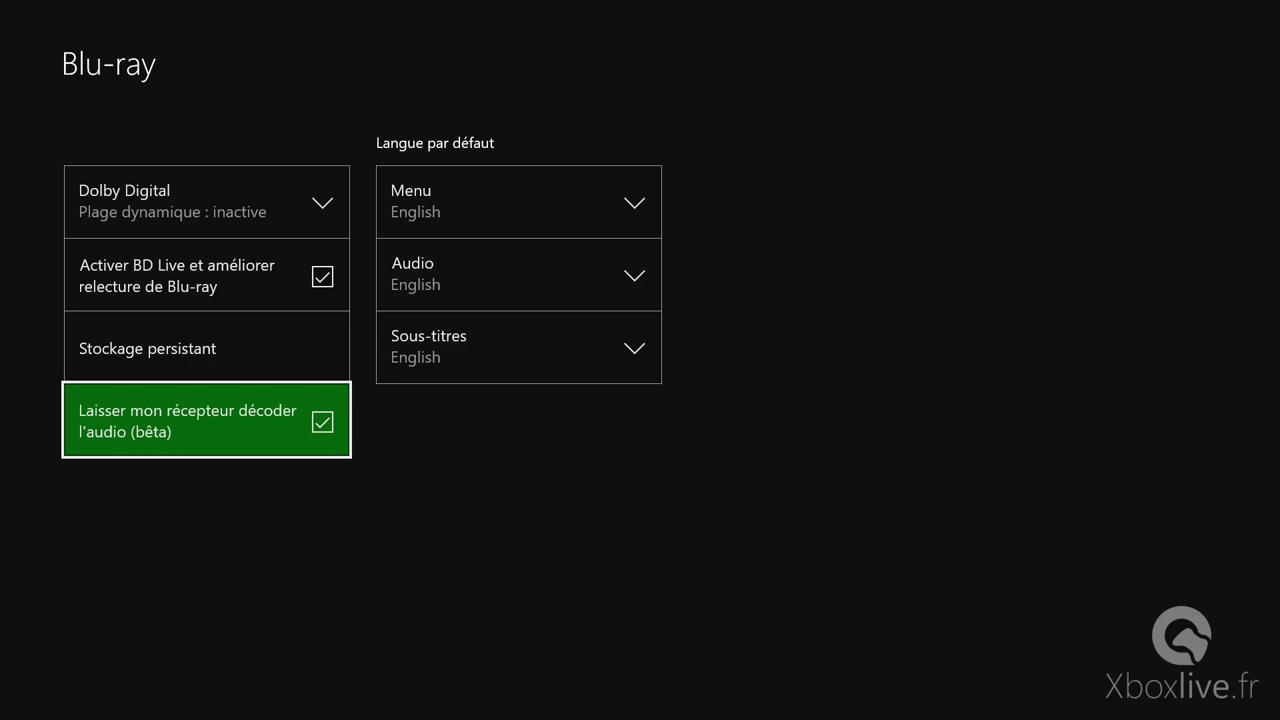 Blu-ray
Dolby Digital
Plage dynamique : inactive
Activer BD Live et améliorer
relecture de Blu-ray
Stockage persistant
Laisser mon récepteur décoder
l'audio (bêta)
Langue par défaut
Menu
English
Audio
English
Sous-titres
English
Xboxlive.fr